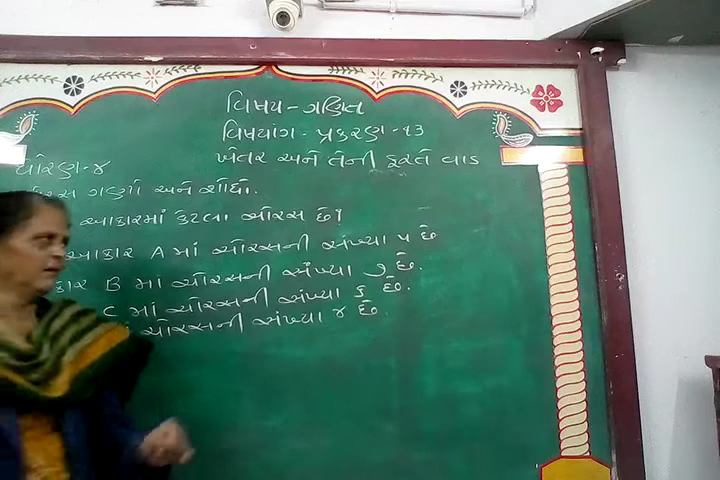 વિષય - ગણિત
વિષયાંગ - પ્રકરણ - ૧૩
ખેતર અને તેની ફરતે વાડ
ધોરણ - ૪
ગણો અને શોધો.
આકારમાં કેટલા ચોરસ છે?
આકાર A માં ચોરસની સંખ્યા ૫ છે
B માં ચોરસની સંખ્યા ૭ છે.
C માં ચોરસની સંખ્યા ૬ છે.
ચોરસની સંખ્યા ૪ છે.